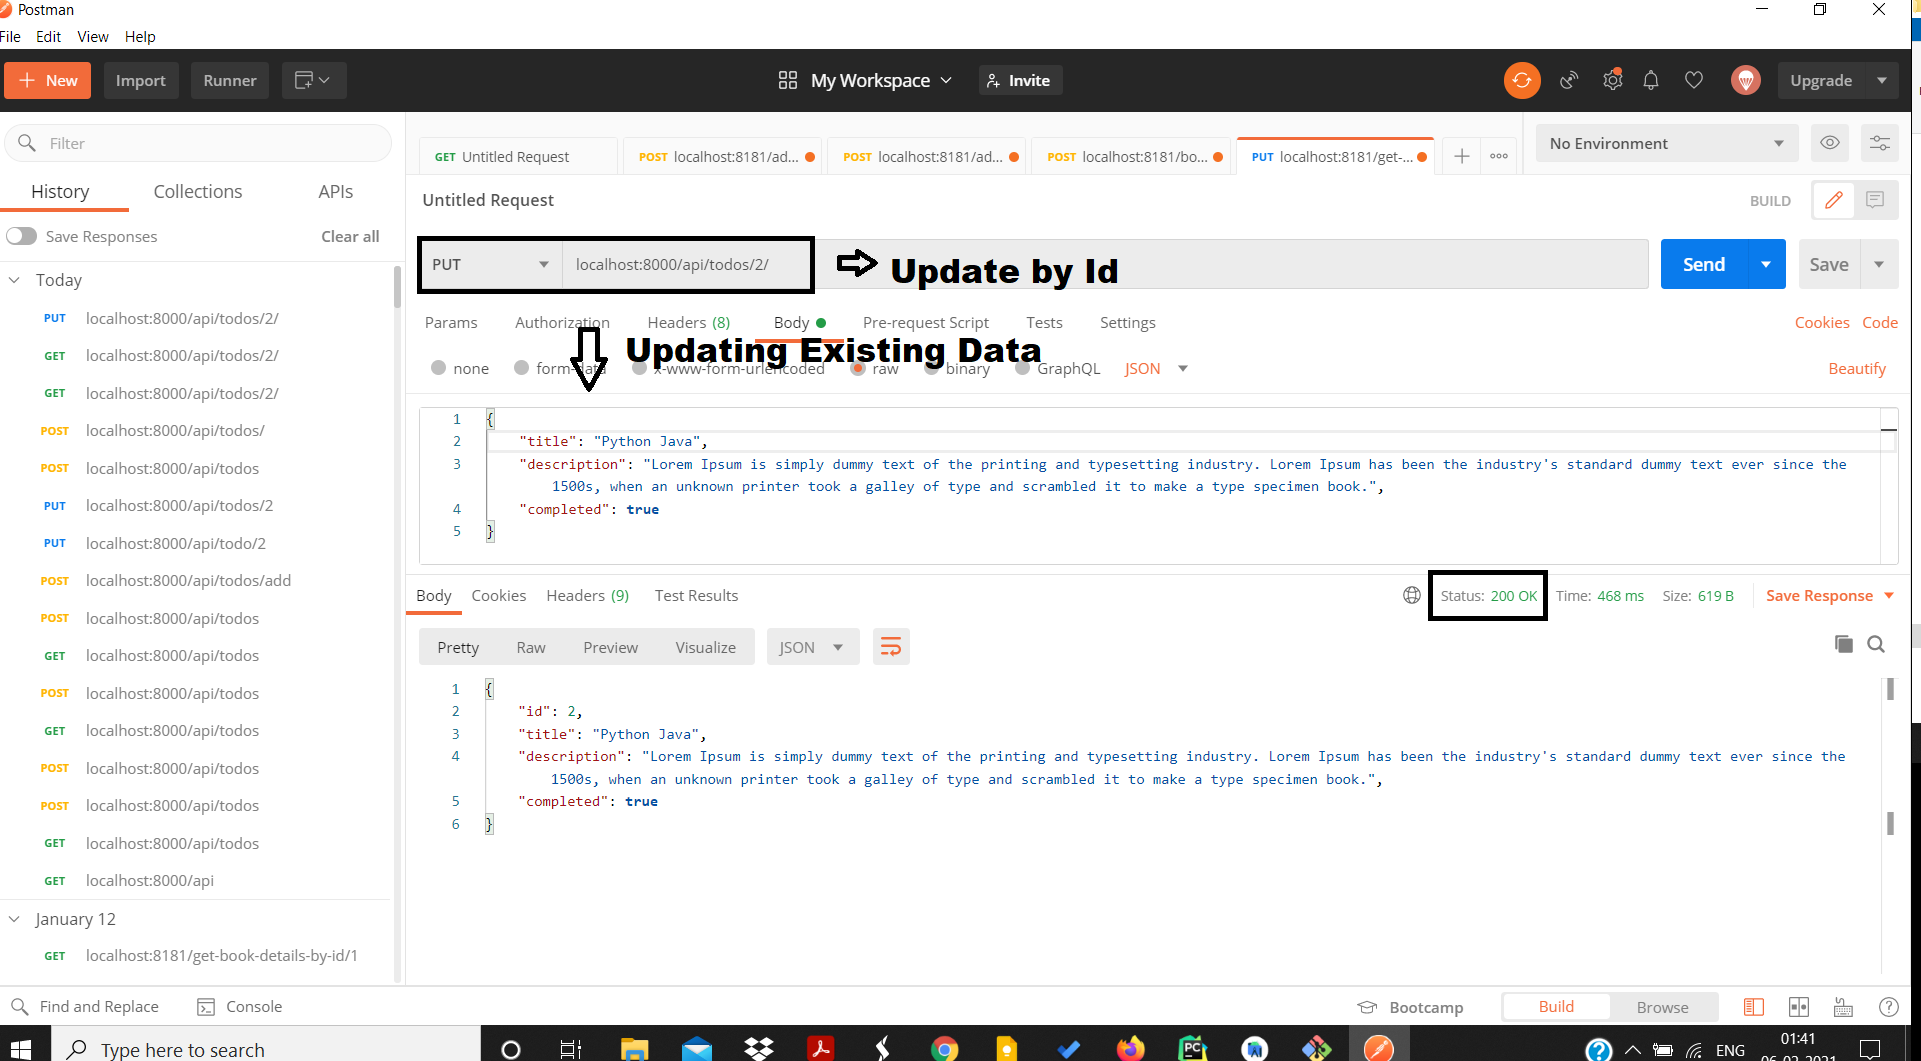 Postman
File Edit View Help
New Import Runner My Workspace Invite Upgrade
Filter
History Collections APIs
Save Responses Clear all
Today
PUT localhost:8000/api/todos/2/
GET localhost:8000/api/todos/2/
GET localhost:8000/api/todos/2/
POST localhost:8000/api/todos/
POST localhost:8000/api/todos
PUT localhost:8000/api/todos/2
PUT localhost:8000/api/todo/2
POST localhost:8000/api/todos/add
POST localhost:8000/api/todos
GET localhost:8000/api/todos
POST localhost:8000/api/todos
GET localhost:8000/api/todos
POST localhost:8000/api/todos
POST localhost:8000/api/todos
GET localhost:8000/api/todos
GET localhost:8000/api
January 12
GET localhost:8181/get-book-details-by-id/1
GET Untitled Request POST localhost:8181/ad... POST localhost:8181/ad... POST localhost:8181/bo... PUT localhost:8181/get-... No Environment
Untitled Request BUILD
PUT localhost:8000/api/todos/2/ Update by Id Send Save
Params Authorization Headers (8) Body Pre-request Script Tests Settings Cookies Code
Updating Existing Data
none form-data x-www-form-urlencoded raw binary GraphQL JSON Beautify
1 {
2 "title": "Python Java",
3 "description": "Lorem Ipsum is simply dummy text of the printing and typesetting industry. Lorem Ipsum has been the industry's standard dummy text ever since the
1500s, when an unknown printer took a galley of type and scrambled it to make a type specimen book.",
4 "completed": true
5 }
Body Cookies Headers (9) Test Results Status: 200 OK Time: 468 ms Size: 619 B Save Response
Pretty Raw Preview Visualize JSON
1 {
2 "id": 2,
3 "title": "Python Java",
4 "description": "Lorem Ipsum is simply dummy text of the printing and typesetting industry. Lorem Ipsum has been the industry's standard dummy text ever since the
1500s, when an unknown printer took a galley of type and scrambled it to make a type specimen book.",
5 "completed": true
6 }
Find and Replace Console Bootcamp Build Browse
Type here to search PC ENG 01:41